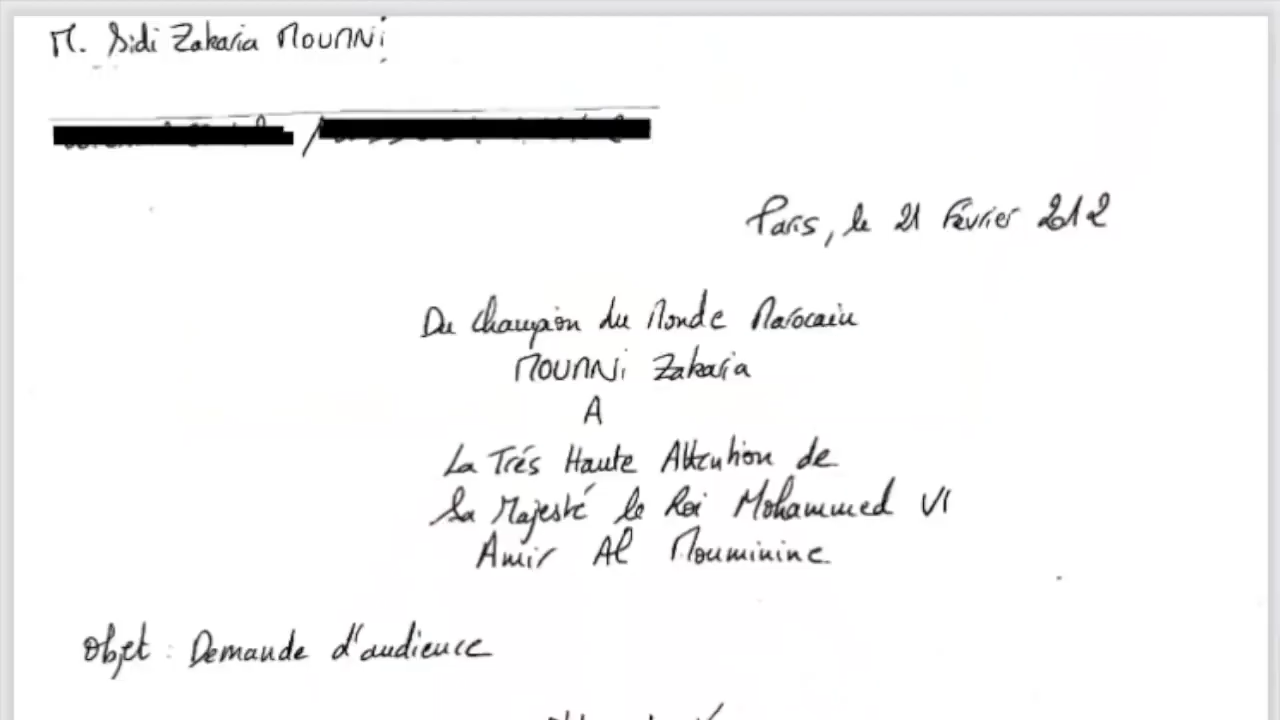 M. Sidi Zakaria MOUMNi
Paris, le 21 Février 2012
Du Champion du Monde Marocain
MOUMNi Zakaria
A
La Trés Haute Attention de
Sa Majesté le Roi Mohammed VI
Amir Al Mouminine
Objet : Demande d'audience